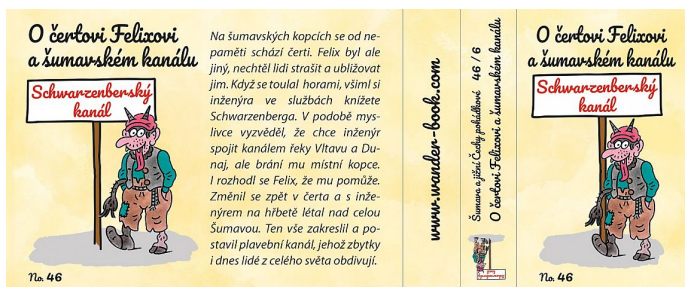 O čertovi Felixovi
a šumavském kanálu
Schwarzenberský
kanál
No. 46
Na šumavských kopcích se od ne-
paměti schází čerti. Felix byl ale
jiný, nechtěl lidi strašit a ubližovat
jim. Když se toulal horami, všiml si
inženýra ve službách knížete
Schwarzenberga. V podobě mys-
livce vyzvěděl, že chce inženýr
spojit kanálem řeky Vltavu a Du-
naj, ale brání mu místní kopce.
I rozhodl se Felix, že mu pomůže.
Změnil se zpět v čerta a s inže-
nýrem na hřbetě létal nad celou
Šumavou. Ten vše zakreslil a po-
stavil plavební kanál, jehož zbytky
i dnes lidé z celého světa obdivují.
www.wander-book.com
Šumava a jižní Čechy pohádkové 46 / 6
O čertovi Felixovi a šumavském kanálu
O čertovi Felixovi
a šumavském kanálu
Schwarzenberský
kanál
No. 46